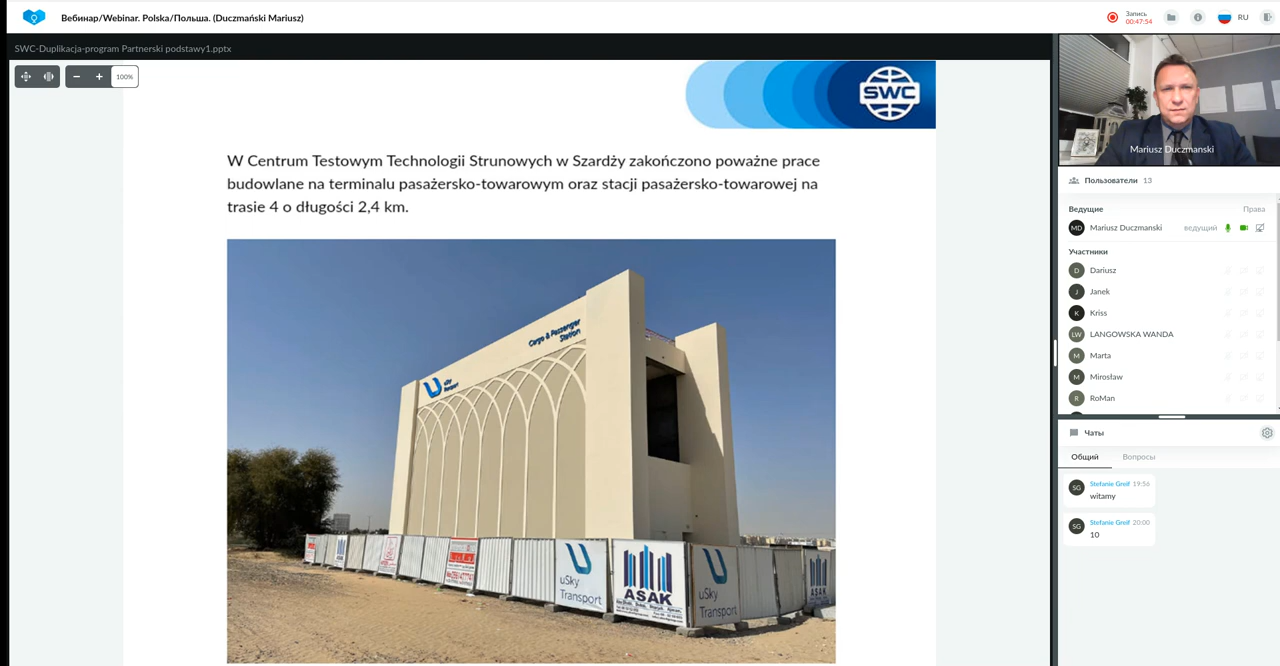 Вебинар/Webinar. Polska/Польша. (Duczmański Mariusz)
Запись
00:47:54
RU
SWC-Duplikacja-program Partnerski podstawy1.pptx
100%
SWC
W Centrum Testowym Technologii Strunowych w Szardży zakończono poważne prace
budowlane na terminalu pasażersko-towarowym oraz stacji pasażersko-towarowej na
trasie 4 o długości 2,4 km.
Cargo & Passenger
Station
uSky
Transport
uSky
Transport
ASAK
uSky
Transport
ASAK
Mariusz Duczmanski
Пользователи 13
Ведущие Права
MD Mariusz Duczmanski ведущий
Участники
D Dariusz
J Janek
K Kriss
LW LANGOWSKA WANDA
M Marta
M Mirosław
R RoMan
Чаты
Общий Вопросы
SG Stefanie Greif 19:56
witamy
SG Stefanie Greif 20:00
10